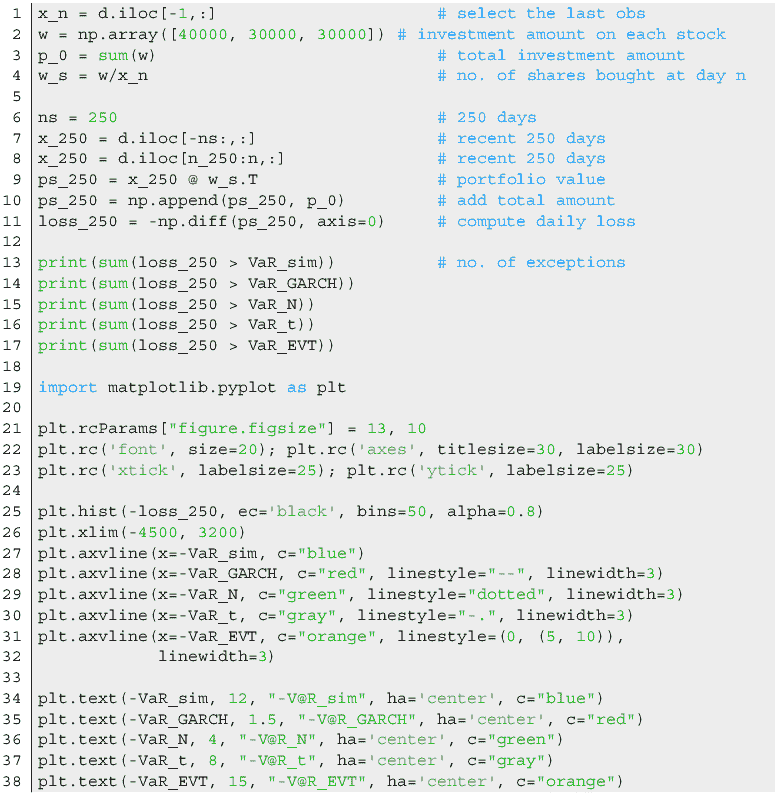 1 x_n = d.iloc[-1,:] # select the last obs
2 w = np.array([40000, 30000, 30000]) # investment amount on each stock
3 p_0 = sum(w) # total investment amount
4 w_s = w/x_n # no. of shares bought at day n
5
6 ns = 250 # 250 days
7 x_250 = d.iloc[-ns:,:] # recent 250 days
8 x_250 = d.iloc[n_250:n,:] # recent 250 days
9 ps_250 = x_250 @ w_s.T # portfolio value
10 ps_250 = np.append(ps_250, p_0) # add total amount
11 loss_250 = -np.diff(ps_250, axis=0) # compute daily loss
12
13 print(sum(loss_250 > VaR_sim)) # no. of exceptions
14 print(sum(loss_250 > VaR_GARCH))
15 print(sum(loss_250 > VaR_N))
16 print(sum(loss_250 > VaR_t))
17 print(sum(loss_250 > VaR_EVT))
18
19 import matplotlib.pyplot as plt
20
21 plt.rcParams["figure.figsize"] = 13, 10
22 plt.rc('font', size=20); plt.rc('axes', titlesize=30, labelsize=30)
23 plt.rc('xtick', labelsize=25); plt.rc('ytick', labelsize=25)
24
25 plt.hist(-loss_250, ec='black', bins=50, alpha=0.8)
26 plt.xlim(-4500, 3200)
27 plt.axvline(x=-VaR_sim, c="blue")
28 plt.axvline(x=-VaR_GARCH, c="red", linestyle="--", linewidth=3)
29 plt.axvline(x=-VaR_N, c="green", linestyle="dotted", linewidth=3)
30 plt.axvline(x=-VaR_t, c="gray", linestyle="-.", linewidth=3)
31 plt.axvline(x=-VaR_EVT, c="orange", linestyle=(0, (5, 10)),
32 linewidth=3)
33
34 plt.text(-VaR_sim, 12, "-V@R_sim", ha='center', c="blue")
35 plt.text(-VaR_GARCH, 1.5, "-V@R_GARCH", ha='center', c="red")
36 plt.text(-VaR_N, 4, "-V@R_N", ha='center', c="green")
37 plt.text(-VaR_t, 8, "-V@R_t", ha='center', c="gray")
38 plt.text(-VaR_EVT, 15, "-V@R_EVT", ha='center', c="orange")